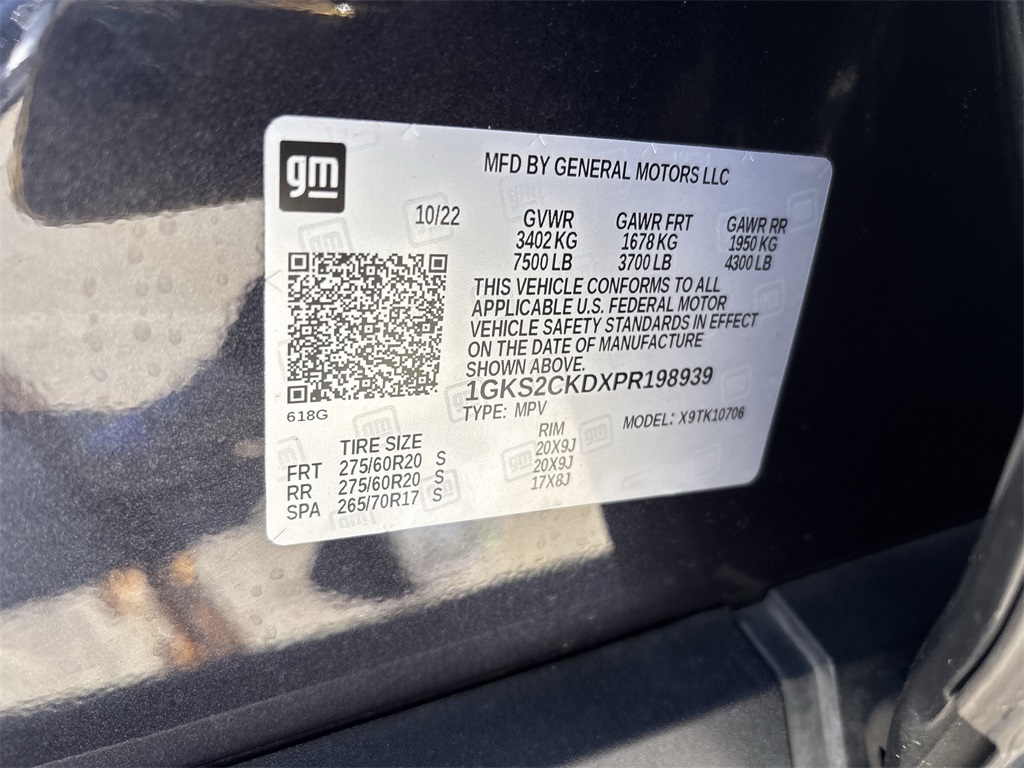 gm
MFD BY GENERAL MOTORS LLC
10/22 GVWR GAWR FRT GAWR RR
3402 KG 1678 KG 1950 KG
7500 LB 3700 LB 4300 LB
THIS VEHICLE CONFORMS TO ALL
APPLICABLE U.S. FEDERAL MOTOR
VEHICLE SAFETY STANDARDS IN EFFECT
ON THE DATE OF MANUFACTURE
SHOWN ABOVE.
1GKS2CKDXPR198939
618G
TYPE: MPV MODEL: X9TK10706
TIRE SIZE RIM
FRT 275/60R20 S 20X9J
RR 275/60R20 S 20X9J
SPA 265/70R17 S 17X8J